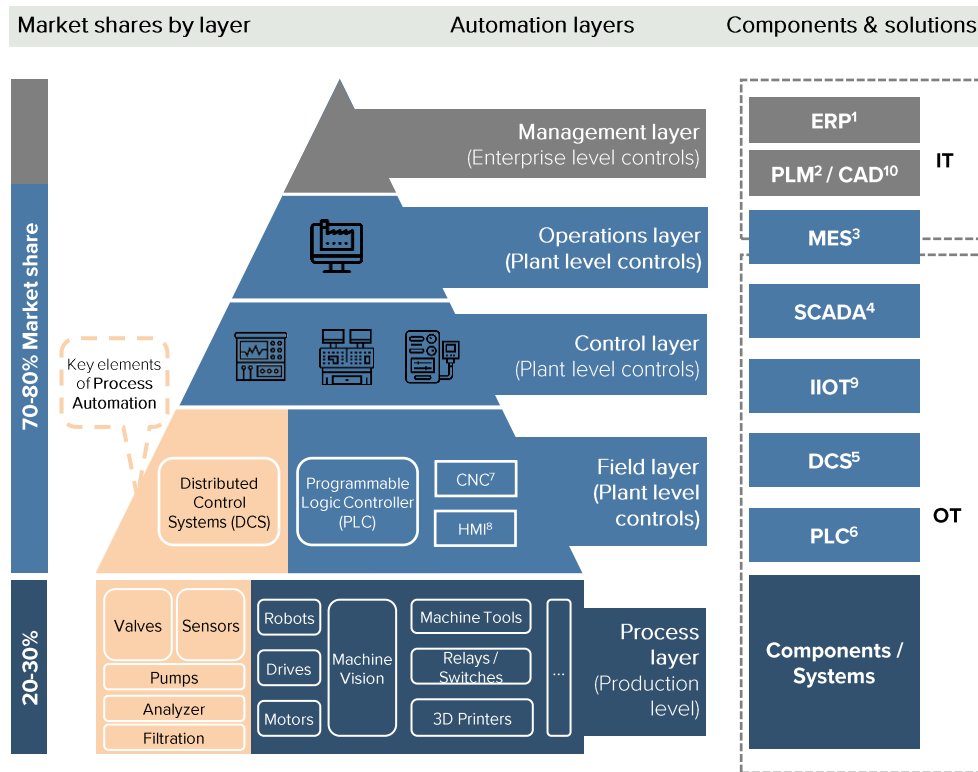 Market shares by layer
Automation layers
Components & solutions
70-80% Market share
20-30%
Management layer
(Enterprise level controls)
Operations layer
(Plant level controls)
Control layer
(Plant level controls)
Key elements
of Process
Automation
Distributed
Control
Systems (DCS)
Programmable
Logic Controller
(PLC)
CNC⁷
HMI⁸
Field layer
(Plant level
controls)
Valves
Sensors
Pumps
Analyzer
Filtration
Robots
Drives
Motors
Machine
Vision
Machine Tools
Relays /
Switches
3D Printers
...
Process
layer
(Production
level)
ERP¹
PLM² / CAD¹⁰
MES³
SCADA⁴
IIOT⁹
DCS⁵
PLC⁶
Components /
Systems
IT
OT